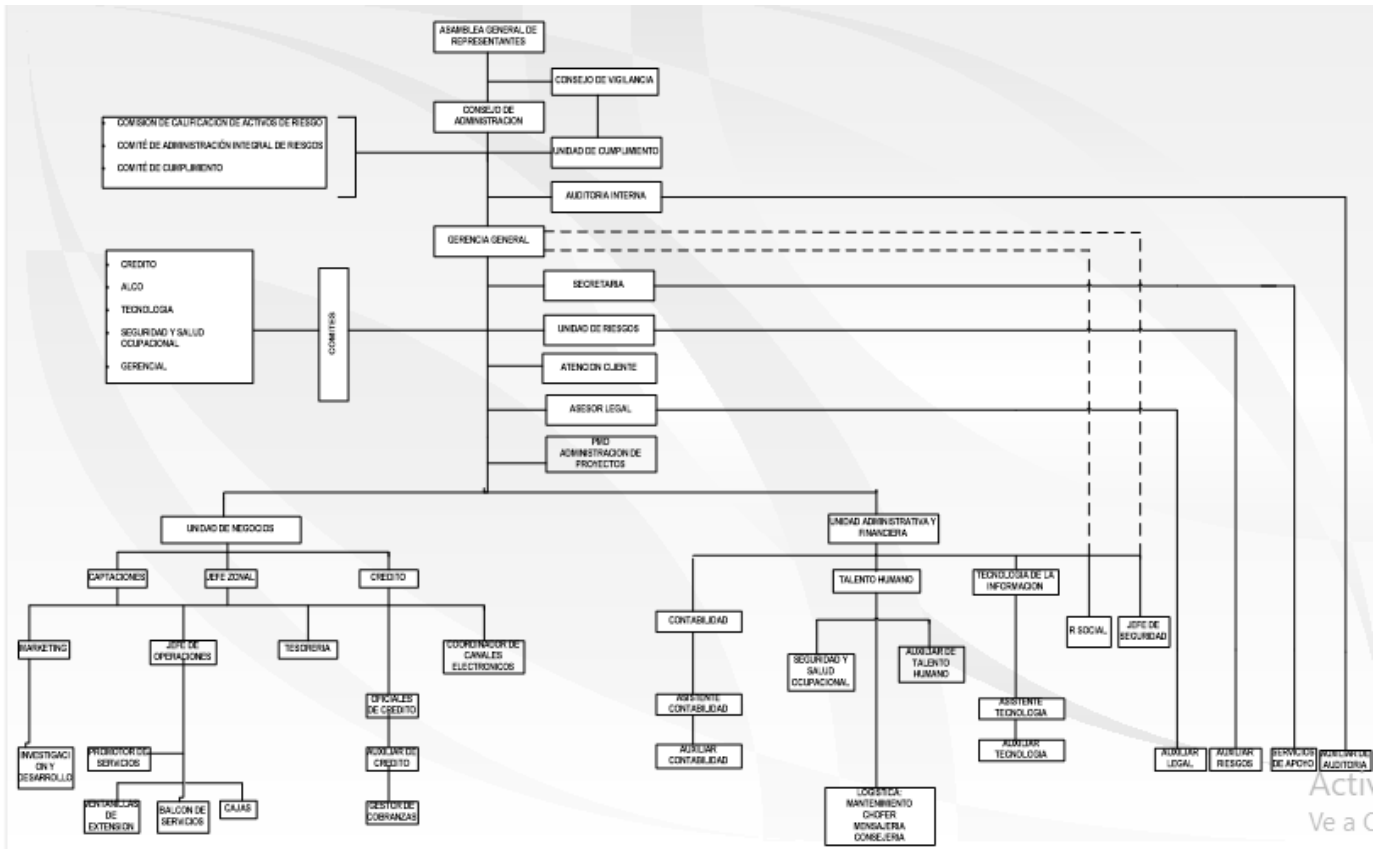 ASAMBLEA GENERAL DE
REPRESENTANTES
CONSEJO DE VIGILANCIA
CONSEJO DE
ADMINISTRACION
COMISION DE CALIFICACION DE ACTIVOS DE RIESGO
COMITÉ DE ADMINISTRACIÓN INTEGRAL DE RIESGOS
COMITÉ DE CUMPLIMIENTO
UNIDAD DE CUMPLIMIENTO
AUDITORIA INTERNA
GERENCIA GENERAL
CREDITO
ALCO
TECNOLOGIA
SEGURIDAD Y SALUD
OCUPACIONAL
GERENCIAL
COMITES
SECRETARIA
UNIDAD DE RIESGOS
ATENCION CLIENTE
ASESOR LEGAL
PMO
ADMINISTRACION DE
PROYECTOS
UNIDAD DE NEGOCIOS
UNIDAD ADMINISTRATIVA Y
FINANCIERA
CAPTACIONES
JEFE ZONAL
CREDITO
TALENTO HUMANO
TECNOLOGIA DE LA
INFORMACION
MARKETING
JEFE DE
OPERACIONES
TESORERIA
COORDINADOR DE
CANALES
ELECTRONICOS
CONTABILIDAD
SEGURIDAD Y
SALUD
OCUPACIONAL
AUXILIAR DE
TALENTO
HUMANO
R SOCIAL
JEFE DE
SEGURIDAD
OFICIALES
DE CREDITO
ASISTENTE
CONTABILIDAD
ASISTENTE
TECNOLOGIA
INVESTIGACI
ON Y
DESARROLLO
PROMOTOR DE
SERVICIOS
AUXILIAR DE
CREDITO
AUXILIAR
CONTABILIDAD
AUXILIAR
TECNOLOGIA
AUXILIAR
LEGAL
AUXILIAR
RIESGOS
SERVICIOS
DE APOYO
AUXILIAR DE
AUDITORIA
VENTANILLAS
DE
EXTENSION
BALCON DE
SERVICIOS
CAJAS
GESTOR DE
COBRANZAS
LOGISTICA:
MANTENIMIENTO
CHOFER
MENSAJERIA
CONSEJERIA
Activ
Ve a C